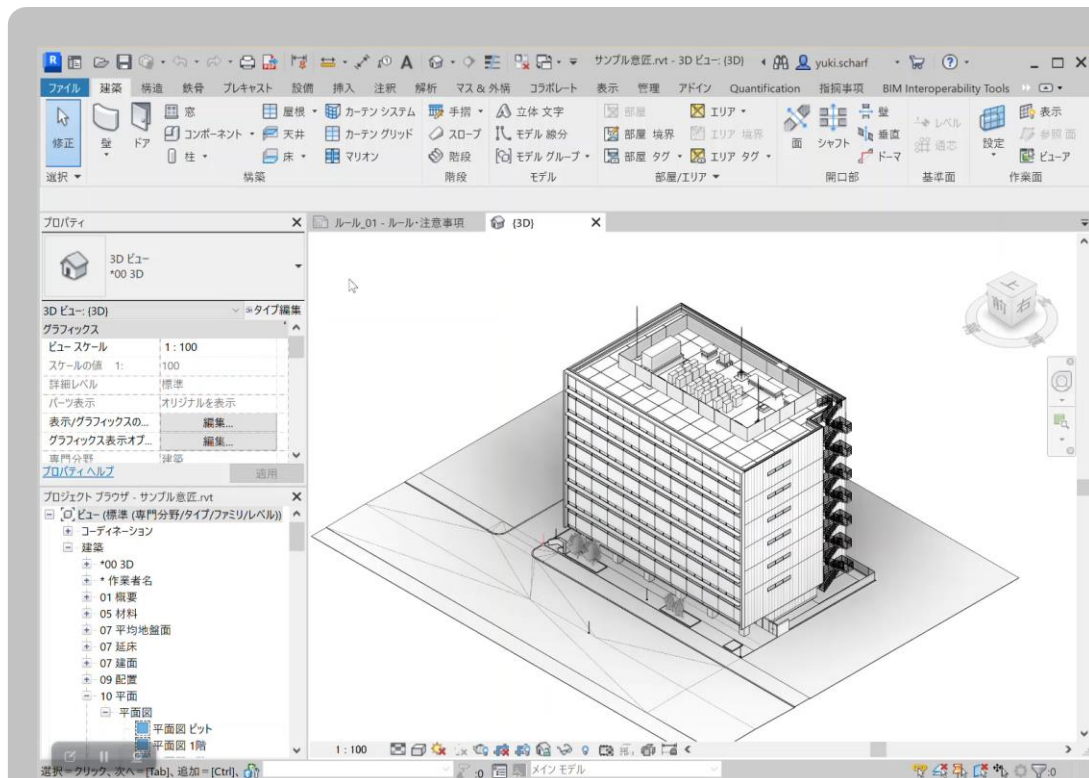 サンプル意匠.rvt - 3D ビュー: {3D}
yuki.scharf
ファイル 建築 構造 鉄骨 プレキャスト 設備 挿入 注釈 解析 マス & 外構 コラボレート 表示 管理 アドイン Quantification 指摘事項 BIM Interoperability Tools
修正
壁
ドア
窓
コンポーネント
柱
屋根
天井
床
カーテン システム
カーテン グリッド
マリオン
手摺
スロープ
階段
立体 文字
モデル 線分
モデル グループ
部屋
部屋 境界
部屋 タグ
エリア
エリア 境界
エリア タグ
面
シャフト
壁
垂直
ドーマ
レベル
通芯
設定
表示
参照 面
ビューア
選択 構築 階段 モデル 部屋/エリア 開口部 基準面 作業面
プロパティ
ルール_01 - ルール・注意事項
{3D}
3D ビュー
*00 3D
3D ビュー: {3D} タイプ編集
グラフィックス
ビュー スケール 1 : 100
スケールの値 1: 100
詳細レベル 標準
パーツ表示 オリジナルを表示
表示/グラフィックスの... 編集...
グラフィックス表示オプ... 編集...
専門分野 建築
プロパティ ヘルプ 適用
プロジェクト ブラウザ - サンプル意匠.rvt
ビュー (標準 (専門分野/タイプ/ファミリ/レベル))
コーディネーション
建築
*00 3D
* 作業者名
01 概要
05 材料
07 平均地盤面
07 延床
07 建面
09 配置
10 平面
平面図
平面図 ピット
平面図 1階
上
前
右
1 : 100
選択 = クリック、次へ = [Tab]、追加 = [Ctrl]、
:0
メイン モデル
:0